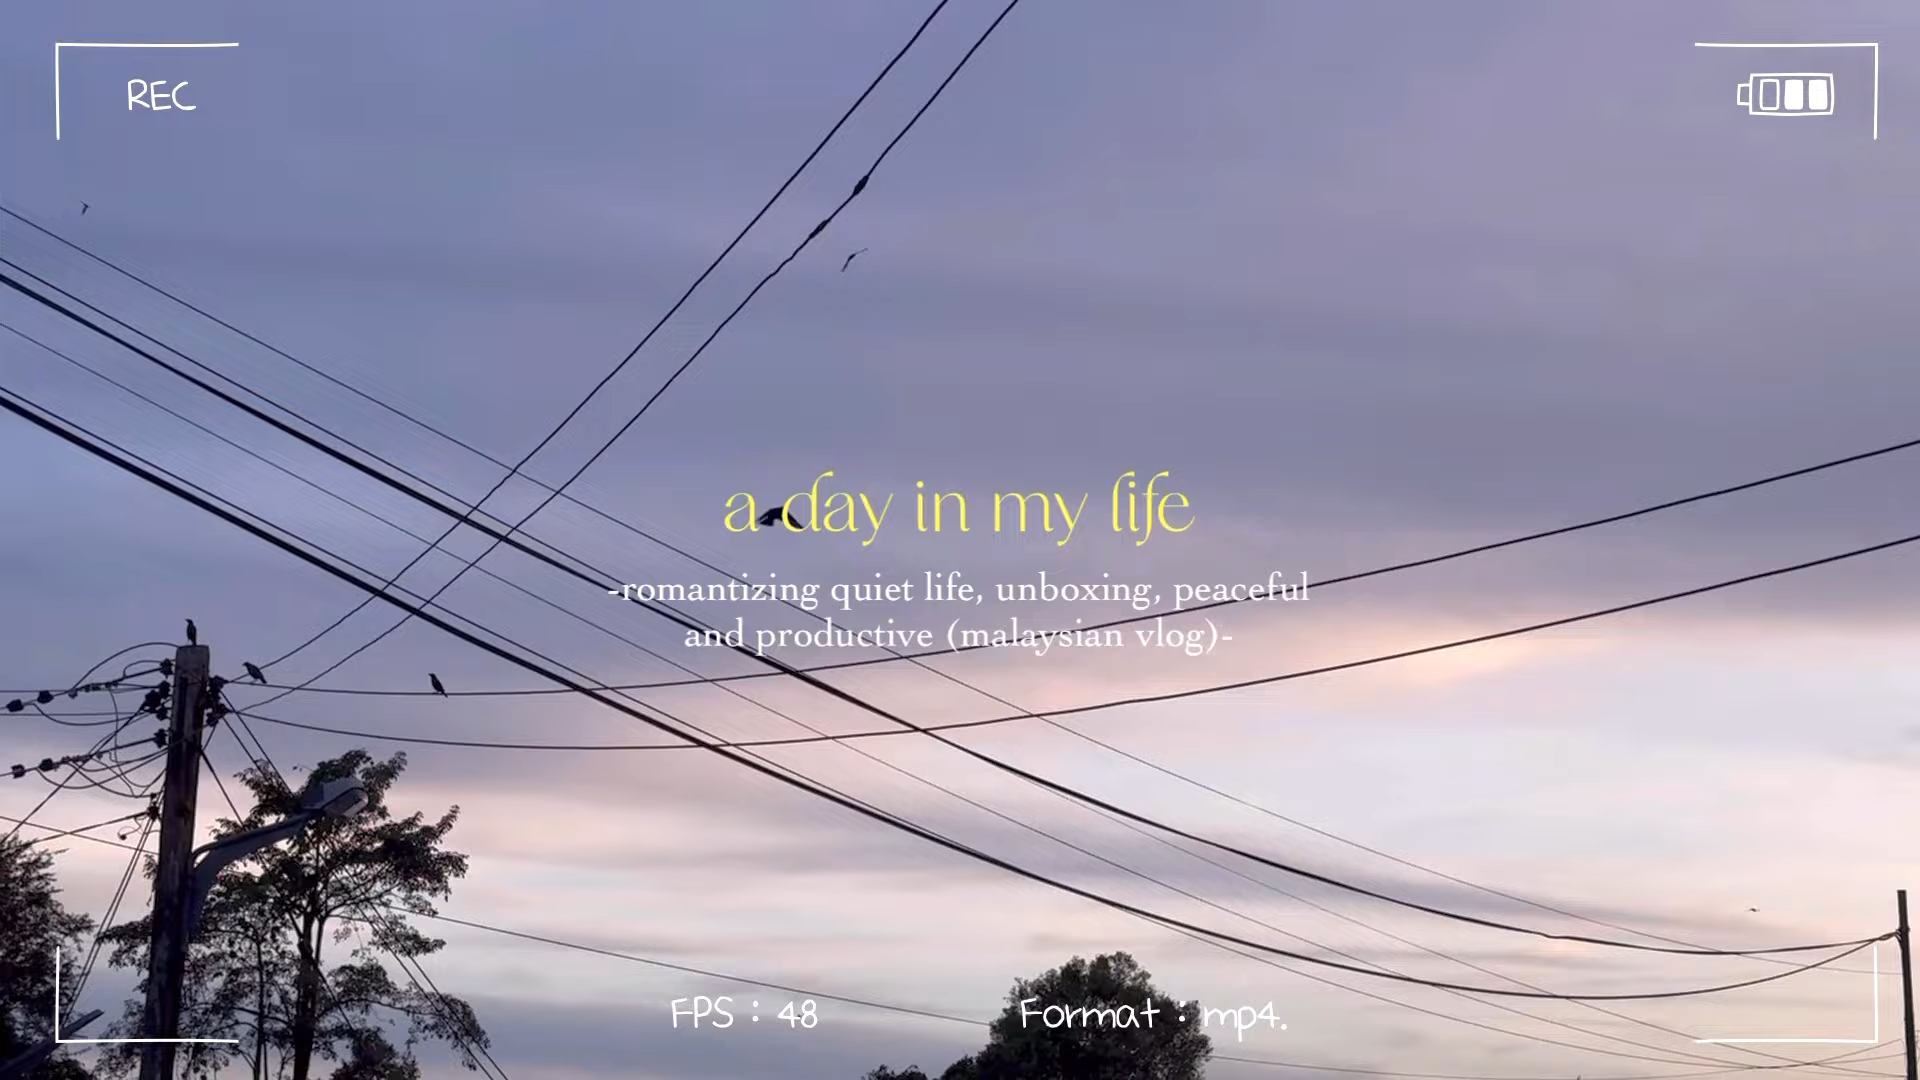 REC
a day in my life
-romantizing quiet life, unboxing, peaceful
and productive (malaysian vlog)-
FPS : 48
Format : mp4.